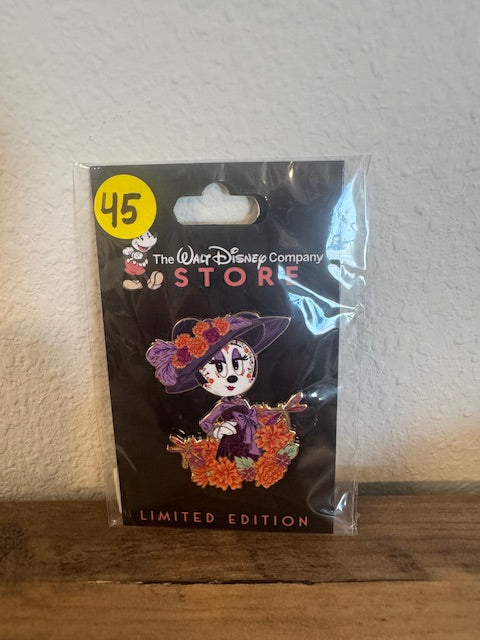 45
The Walt Disney Company
STORE
LIMITED EDITION